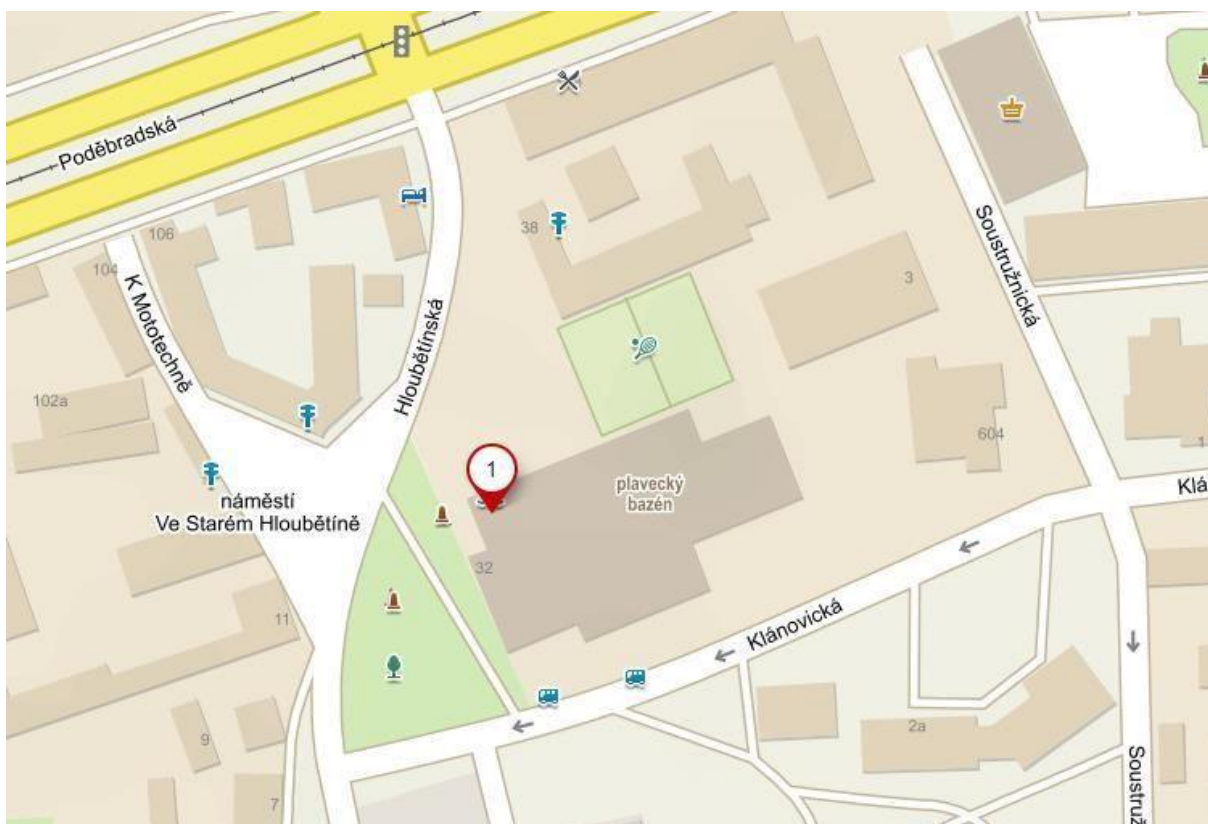 Poděbradská
106
38
104
K Mototechně
Hloubětínská
Soustružnická
3
102a
604
1
1
plavecký
bazén
Klá
náměstí
Ve Starém Hloubětíně
32
11
Klánovická
9
2a
7
Soustruž